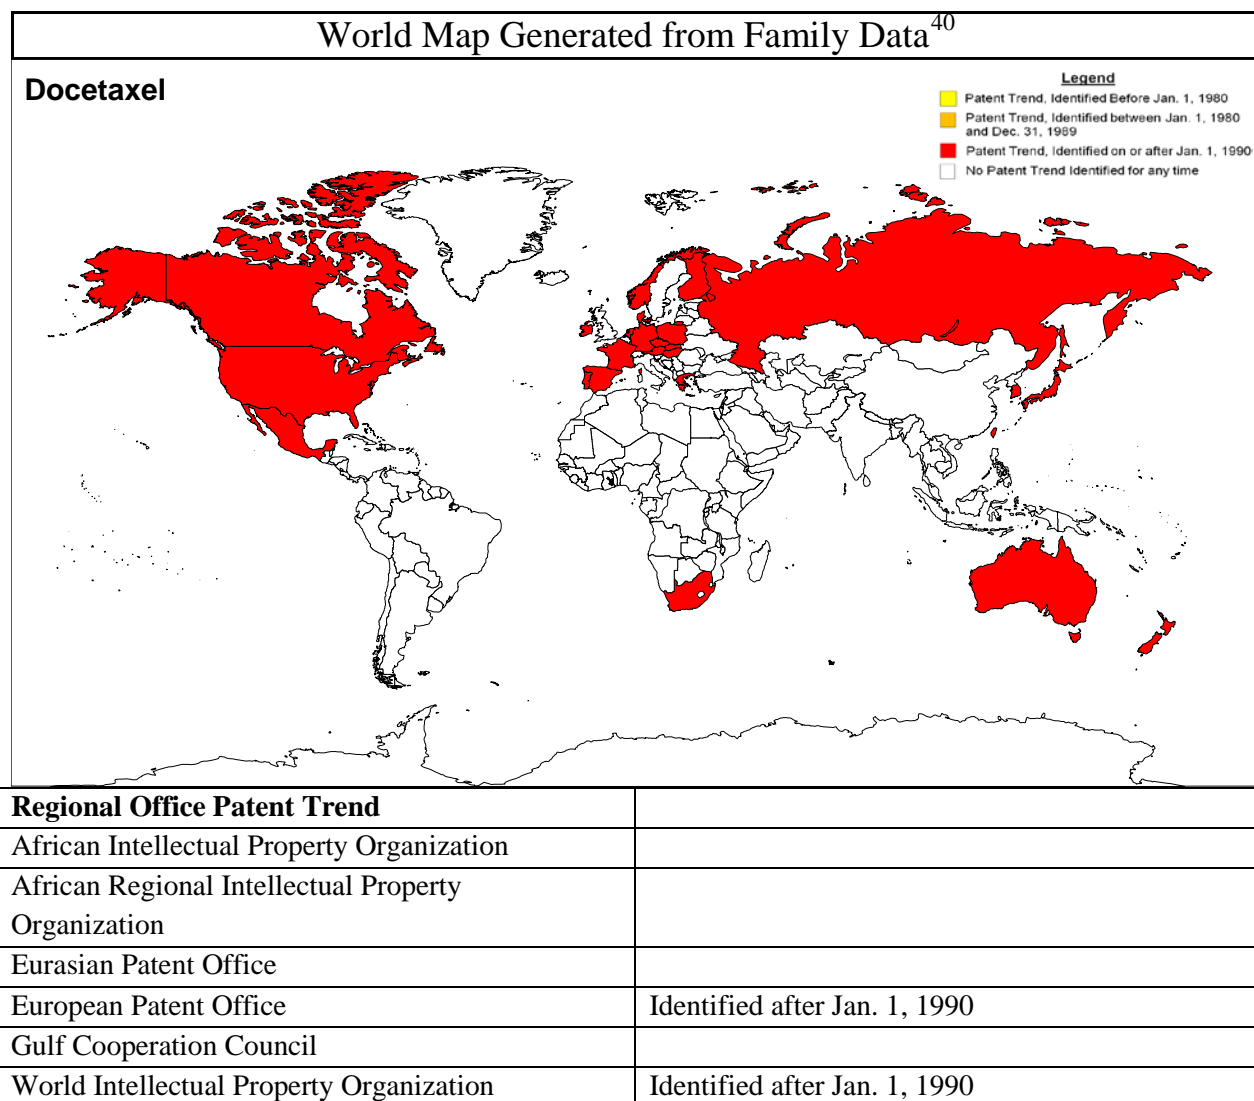 World Map Generated from Family Data40
Docetaxel
Legend
Patent Trend, Identified Before Jan. 1, 1980
Patent Trend, Identified between Jan. 1, 1980
and Dec. 31, 1989
Patent Trend, Identified on or after Jan. 1, 1990
No Patent Trend Identified for any time
Regional Office Patent Trend
African Intellectual Property Organization
African Regional Intellectual Property
Organization
Eurasian Patent Office
European Patent Office Identified after Jan. 1, 1990
Gulf Cooperation Council
World Intellectual Property Organization Identified after Jan. 1, 1990